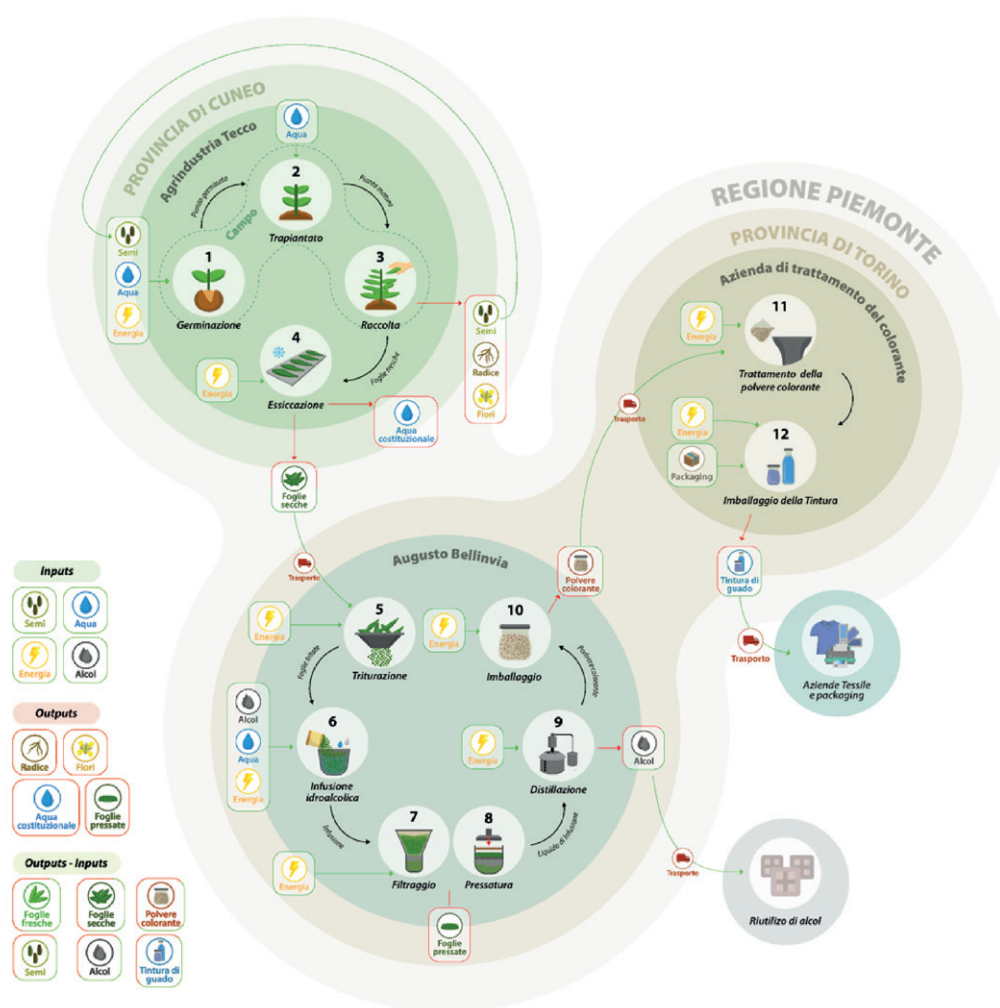 PROVINCIA DI CUNEO
Agrindustria Tecco
Aqua
2
Trapiantato
Pianta germinata
Pianta matura
Campo
Semi
Aqua
Energia
1
Germinazione
3
Raccolta
Semi
Radice
Fiori
4
Essiccazione
Foglie fresche
Energia
Aqua
costituzionale
Foglie
secche
Trasporto
REGIONE PIEMONTE
PROVINCIA DI TORINO
Azienda di trattamento del colorante
11
Energia
Trattamento della
polvere colorante
Trasporto
Energia
Packaging
12
Imballaggio della Tintura
Tintura di
guado
Trasporto
Aziende Tessile
e packaging
Augusto Bellinvia
Polvere
colorante
Energia
5
Triturazione
Energia
10
Imballaggio
Foglie tritate
Polvere colorante
Alcol
Aqua
Energia
6
Infusione
idroalcolica
Energia
9
Distillazione
Alcol
Infusione
Liquido di Infusione
Energia
7
Filtraggio
8
Pressatura
Foglie
pressate
Trasporto
Riutilizo di alcol
Inputs
Semi
Aqua
Energia
Alcol
Outputs
Radice
Fiori
Aqua
costituzionale
Foglie
pressate
Outputs - Inputs
Foglie
fresche
Foglie
secche
Polvere
colorante
Semi
Alcol
Tintura di
guado